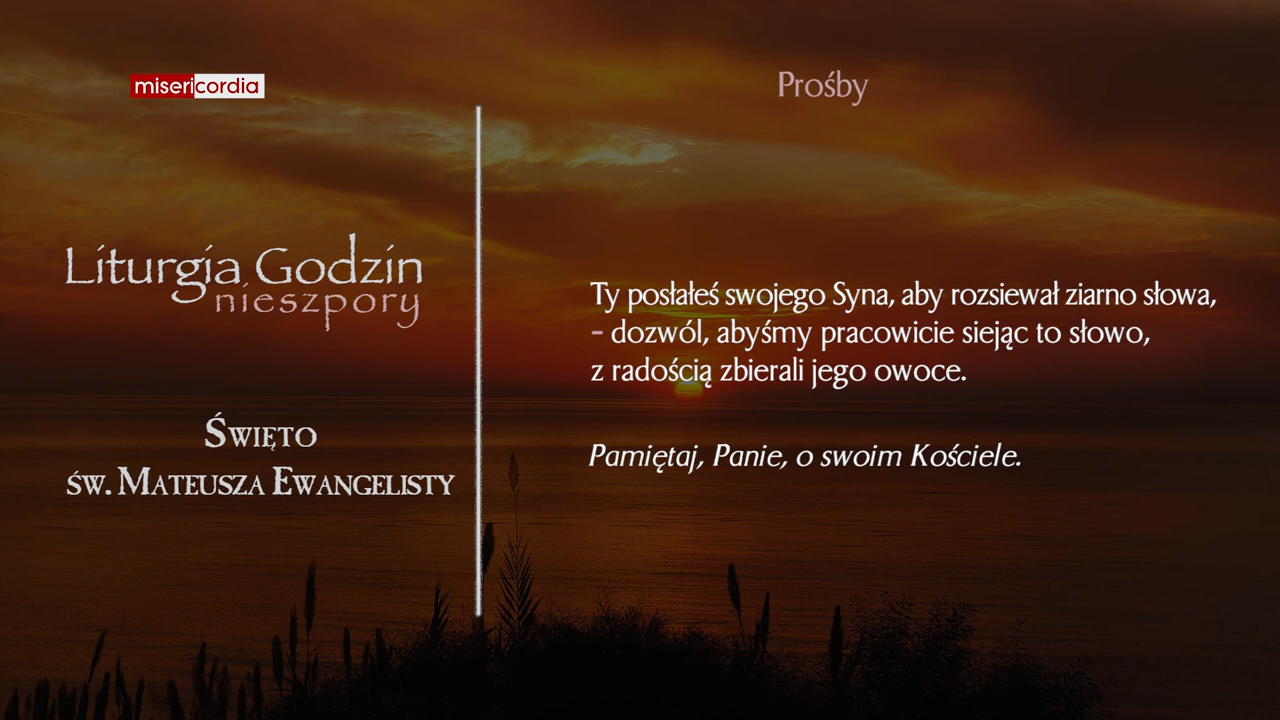 misericordia
Prośby
Liturgia Godzin
nieszpory
Ty posłałeś swojego Syna, aby rozsiewał ziarno słowa,
- dozwól, abyśmy pracowicie siejąc to słowo,
z radością zbierali jego owoce.
Święto
św. Mateusza Ewangelisty
Pamiętaj, Panie, o swoim Kościele.